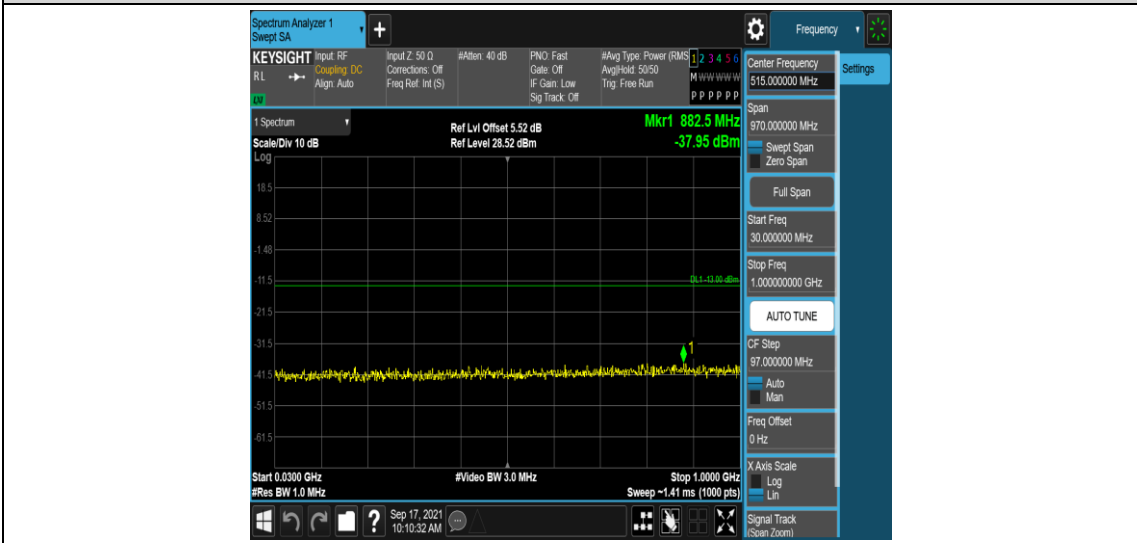 Spectrum Analyzer 1
Swept SA
+
Frequency
KEYSIGHT
RL
LXI
Input: RF
Coupling: DC
Align: Auto
Input Z: 50 Ω
Corrections: Off
Freq Ref: Int (S)
#Atten: 40 dB
PNO: Fast
Gate: Off
IF Gain: Low
Sig Track: Off
#Avg Type: Power (RMS
Avg|Hold: 50/50
Trig: Free Run
1 2 3 4 5 6
M W W W W W
P P P P P P
1 Spectrum
Scale/Div 10 dB
Ref Lvl Offset 5.52 dB
Ref Level 28.52 dBm
Mkr1 882.5 MHz
-37.95 dBm
Log
18.5
8.52
-1.48
-11.5
DL1 -13.00 dBm
-21.5
-31.5
1
-41.5
-51.5
-61.5
Start 0.0300 GHz
#Res BW 1.0 MHz
#Video BW 3.0 MHz
Stop 1.0000 GHz
Sweep ~1.41 ms (1000 pts)
?
Sep 17, 2021
10:10:32 AM
Center Frequency
515.000000 MHz
Settings
Span
970.000000 MHz
Swept Span
Zero Span
Full Span
Start Freq
30.000000 MHz
Stop Freq
1.000000000 GHz
AUTO TUNE
CF Step
97.000000 MHz
Auto
Man
Freq Offset
0 Hz
X Axis Scale
Log
Lin
Signal Track
(Span Zoom)